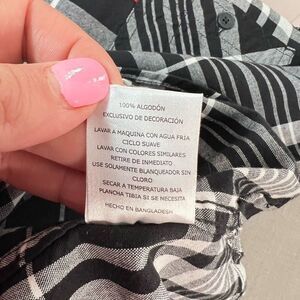 100% ALGODÓN
EXCLUSIVO DE DECORACIÓN
LAVAR A MAQUINA CON AGUA FRIA
CICLO SUAVE
LAVAR CON COLORES SIMILARES
RETIRE DE INMEDIATO
USE SOLAMENTE BLANQUEADOR SIN
CLORO
SECAR A TEMPERATURA BAJA
PLANCHA TIBIA SI SE NECESITA
HECHO EN BANGLADESH